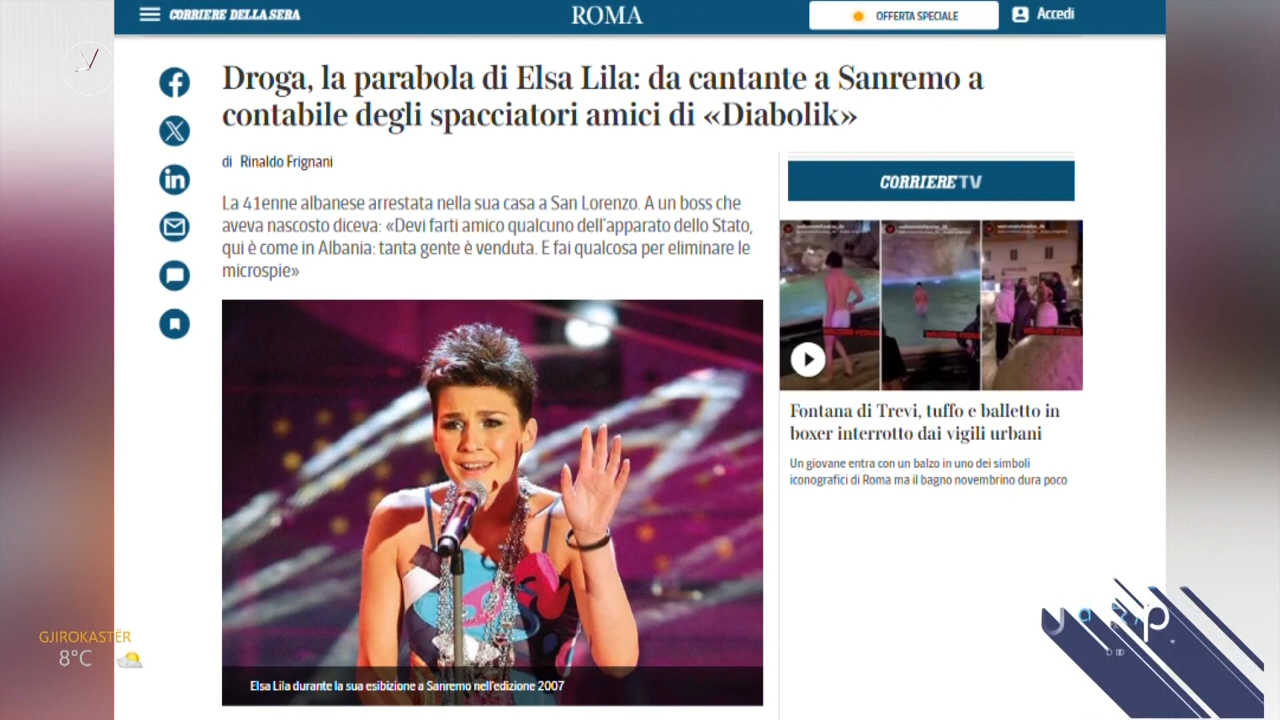 CORRIERE DELLA SERA
ROMA
OFFERTA SPECIALE
Accedi
Droga, la parabola di Elsa Lila: da cantante a Sanremo a
contabile degli spacciatori amici di «Diabolik»
di Rinaldo Frignani
La 41enne albanese arrestata nella sua casa a San Lorenzo. A un boss che
aveva nascosto diceva: «Devi farti amico qualcuno dell'apparato dello Stato,
qui è come in Albania: tanta gente è venduta. E fai qualcosa per eliminare le
microspie»
CORRIERE TV
Fontana di Trevi, tuffo e balletto in
boxer interrotto dai vigili urbani
Un giovane entra con un balzo in uno dei simboli
iconografici di Roma ma il bagno novembrino dura poco
Elsa Lila durante la sua esibizione a Sanremo nell'edizione 2007
GJIROKASTËR
8°C